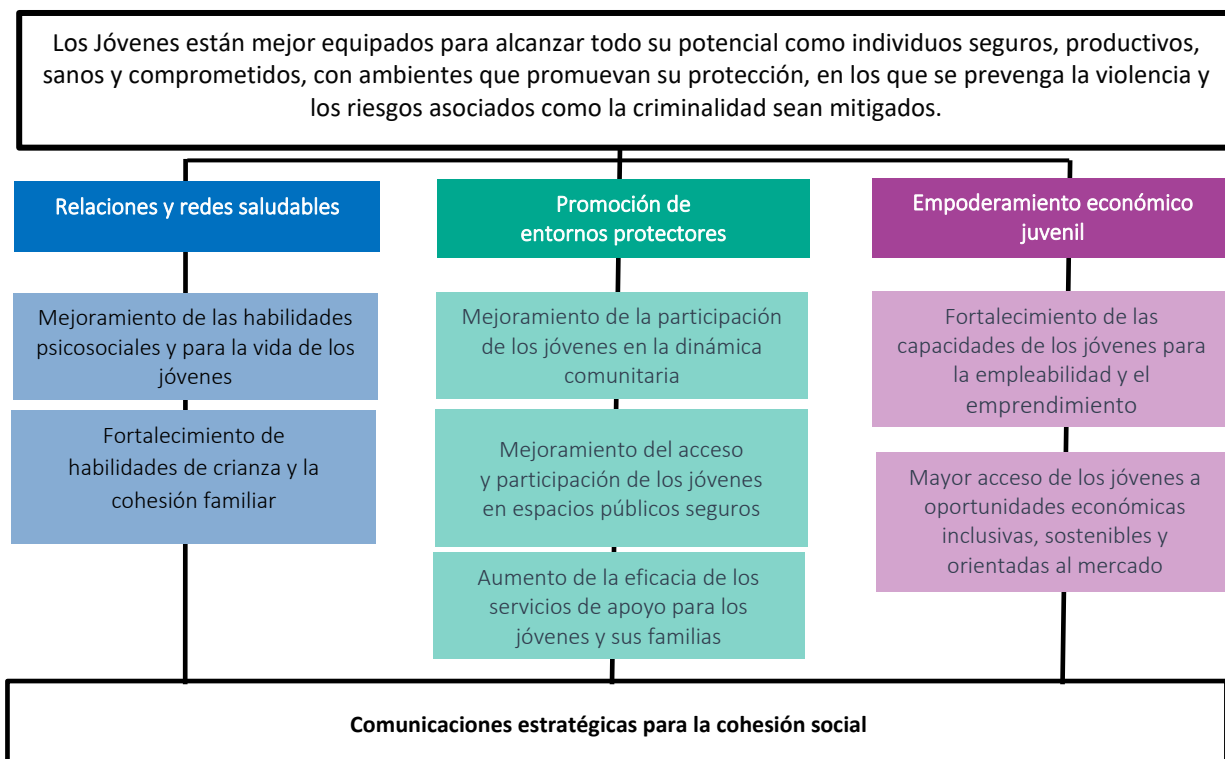 Los Jóvenes están mejor equipados para alcanzar todo su potencial como individuos seguros, productivos,
sanos y comprometidos, con ambientes que promuevan su protección, en los que se prevenga la violencia y
los riesgos asociados como la criminalidad sean mitigados.
Relaciones y redes saludables
Mejoramiento de las habilidades
psicosociales y para la vida de los
jóvenes
Fortalecimiento de
habilidades de crianza y la
cohesión familiar
Promoción de
entornos protectores
Mejoramiento de la participación
de los jóvenes en la dinámica
comunitaria
Mejoramiento del acceso
y participación de los jóvenes
en espacios públicos seguros
Aumento de la eficacia de los
servicios de apoyo para los
jóvenes y sus familias
Empoderamiento económico
juvenil
Fortalecimiento de las
capacidades de los jóvenes para
la empleabilidad y el
emprendimiento
Mayor acceso de los jóvenes a
oportunidades económicas
inclusivas, sostenibles y
orientadas al mercado
Comunicaciones estratégicas para la cohesión social